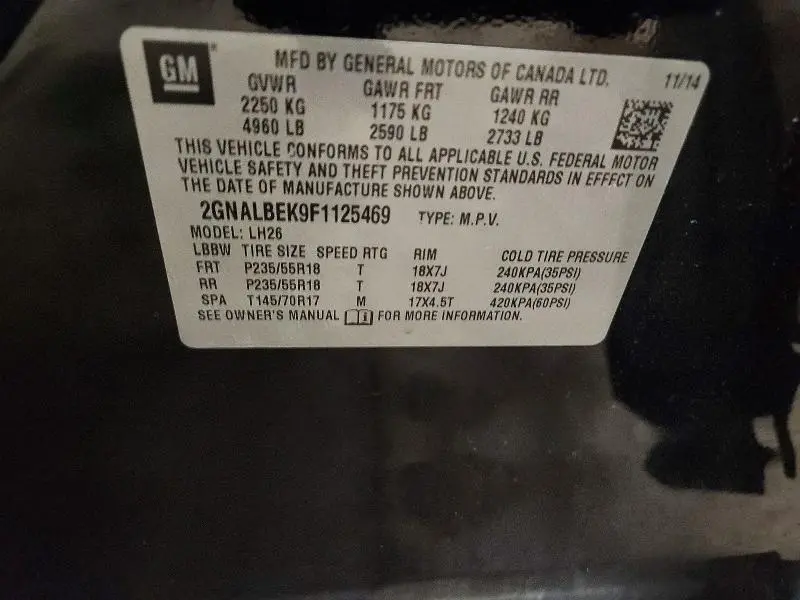 GM
MFD BY GENERAL MOTORS OF CANADA LTD. 11/14
GVWR GAWR FRT GAWR RR
2250 KG 1175 KG 1240 KG
4960 LB 2590 LB 2733 LB
THIS VEHICLE CONFORMS TO ALL APPLICABLE U.S. FEDERAL MOTOR
VEHICLE SAFETY AND THEFT PREVENTION STANDARDS IN EFFECT ON
THE DATE OF MANUFACTURE SHOWN ABOVE.
2GNALBEK9F1125469 TYPE: M.P.V.
MODEL: LH26
LBBW TIRE SIZE SPEED RTG RIM COLD TIRE PRESSURE
FRT P235/55R18 T 18X7J 240KPA(35PSI)
RR P235/55R18 T 18X7J 240KPA(35PSI)
SPA T145/70R17 M 17X4.5T 420KPA(60PSI)
SEE OWNER'S MANUAL FOR MORE INFORMATION.